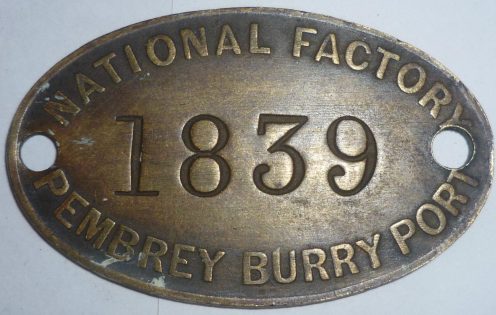 NATIONAL FACTORY
1839
PEMBREY BURRY PORT